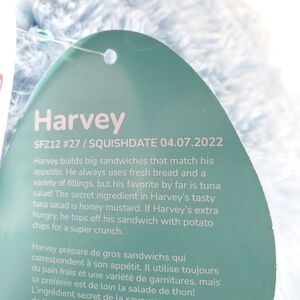 Harvey
SFZ12 #27 / SQUISHDATE 04.07.2022
Harvey builds big sandwiches that match his
appetite. He always uses fresh bread and a
variety of fillings, but his favorite by far is tuna
salad! The secret ingredient in Harvey's tasty
tuna salad is honey mustard. If Harvey's extra
hungry, he tops off his sandwich with potato
chips for a super crunch.
Harvey prépare de gros sandwichs qui
correspondent à son appétit. Il utilise toujours
du pain frais et une variété de garnitures, mais
sa préférée est de loin la salade de thon!
L'ingrédient secret de la